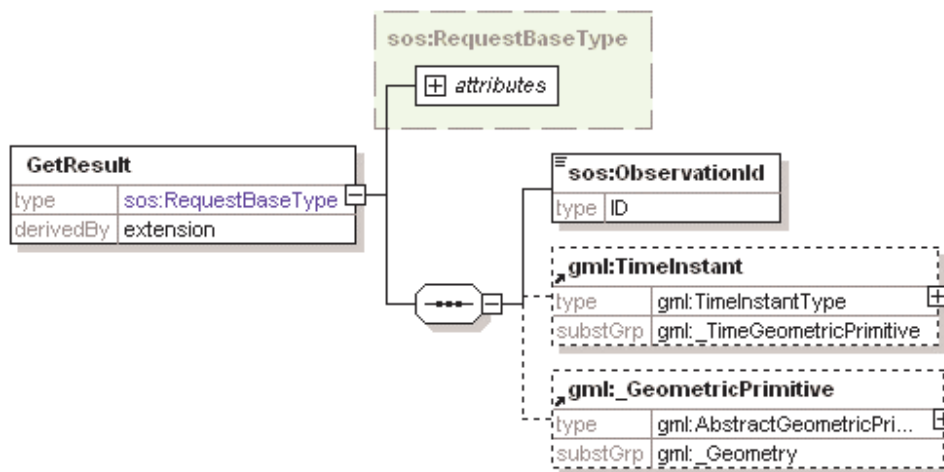 sos:RequestBaseType
attributes
GetResult
type sos:RequestBaseType
derivedBy extension
sos:ObservationId
type ID
gml:TimeInstant
type gml:TimeInstantType
substGrp gml:_TimeGeometricPrimitive
gml:_GeometricPrimitive
type gml:AbstractGeometricPri...
substGrp gml:_Geometry